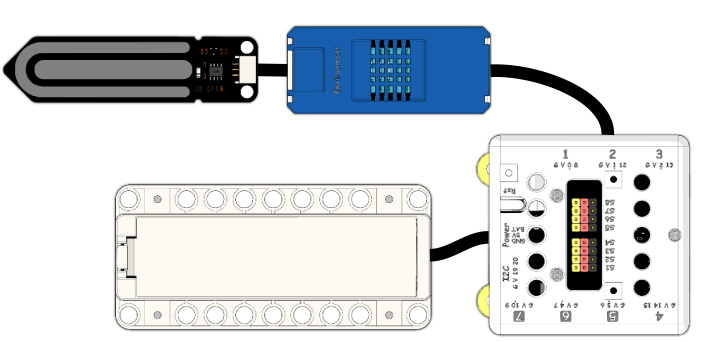 1 2 3
G V 0 8 G V 1 12 G V 2 13
Rst
S8
S7
S6
S5
Power
BAT
5V
GND
S4
S3
S2
S1
I2C
G V 19 20
G V 10 9 G V 4 7 G V 3 6 G V 14 15
7 6 5 4